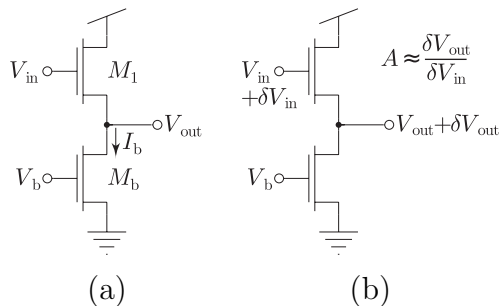 V_in
M_1
V_out
I_b
V_b
M_b
(a)
V_in
+δV_in
A ≈ δV_out / δV_in
V_out+δV_out
V_b
(b)